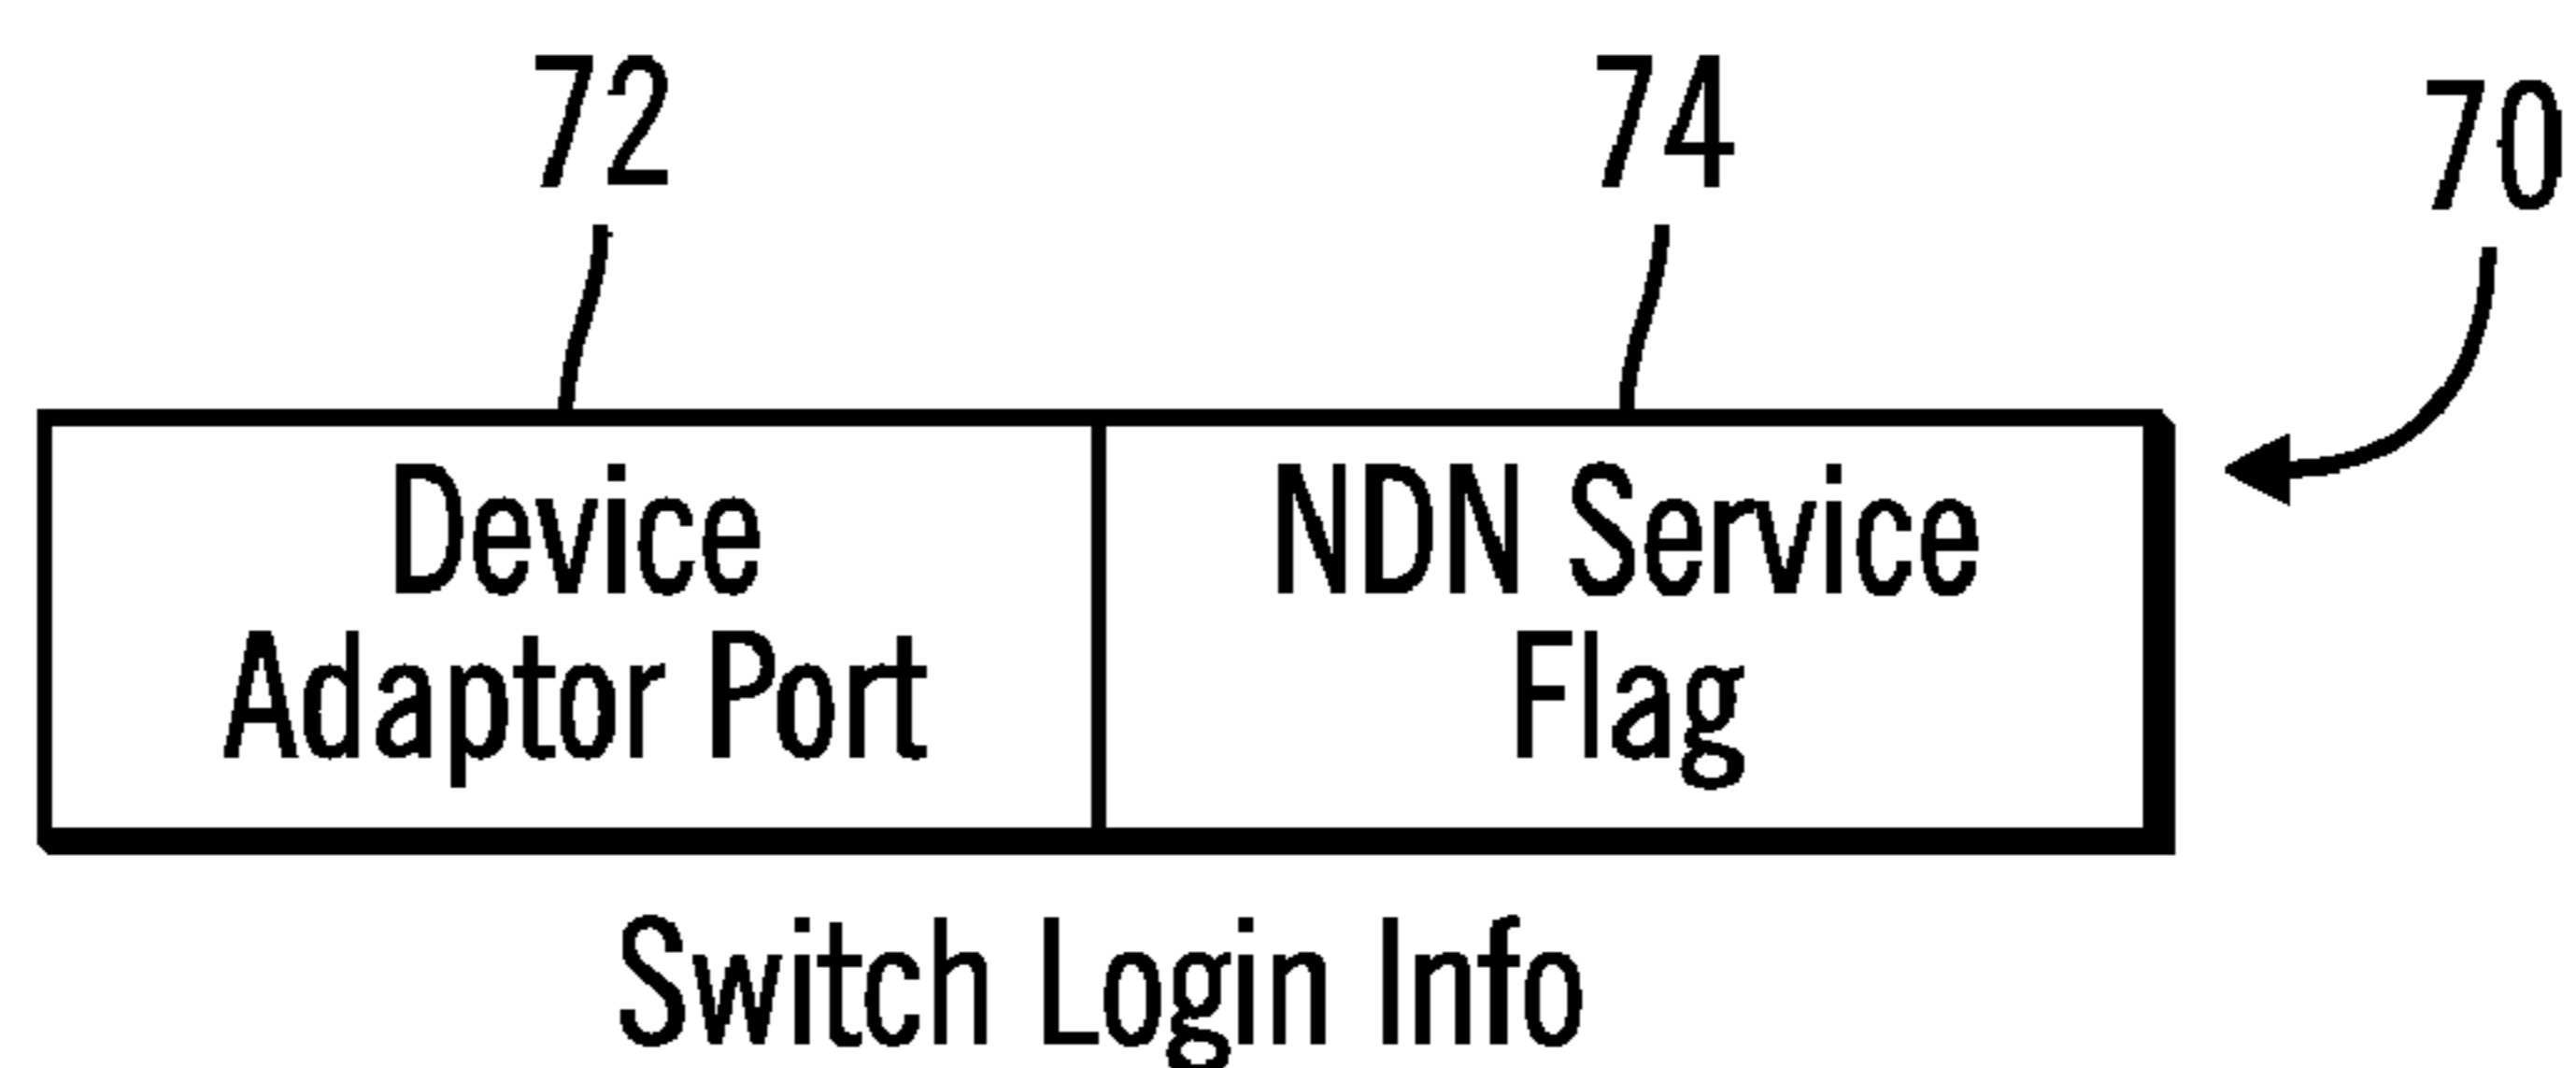 72
74
70
Device
Adaptor Port
NDN Service
Flag
Switch Login Info